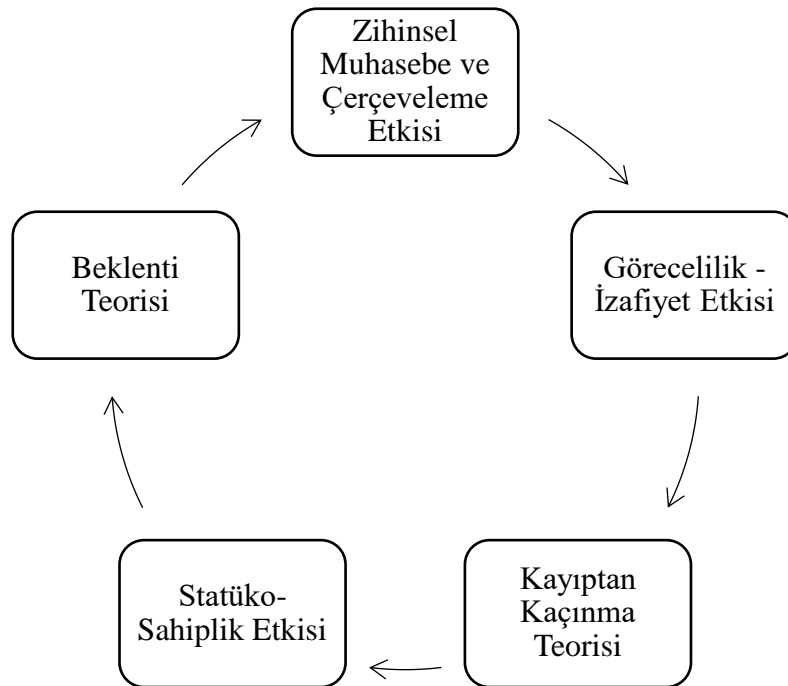 Zihinsel
Muhasebe ve
Çerçeveleme
Etkisi
Görecelilik -
İzafiyet Etkisi
Kayıptan
Kaçınma
Teorisi
Statüko-
Sahiplik Etkisi
Beklenti
Teorisi